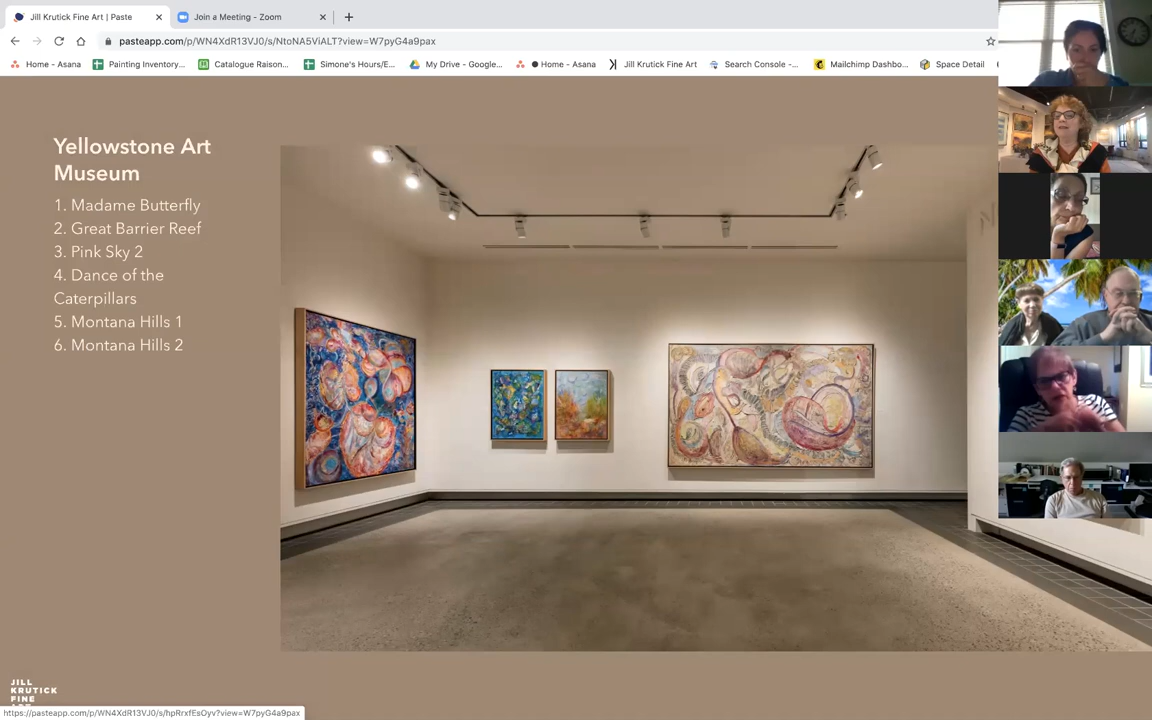 Jill Krutick Fine Art | Paste
Join a Meeting - Zoom
pasteapp.com/p/WN4XdR13VJ0/s/NtoNA5ViALT?view=W7pyG4a9pax
Home - Asana
Painting Inventory...
Catalogue Raison...
Simone's Hours/E...
My Drive - Google...
Home - Asana
Jill Krutick Fine Art
Search Console -...
Mailchimp Dashbo...
Space Detail
Yellowstone Art
Museum
1. Madame Butterfly
2. Great Barrier Reef
3. Pink Sky 2
4. Dance of the
Caterpillars
5. Montana Hills 1
6. Montana Hills 2
JILL
KRUTICK
FINE
https://pasteapp.com/p/WN4XdR13VJ0/s/hpRrxfEsOyv?view=W7pyG4a9pax